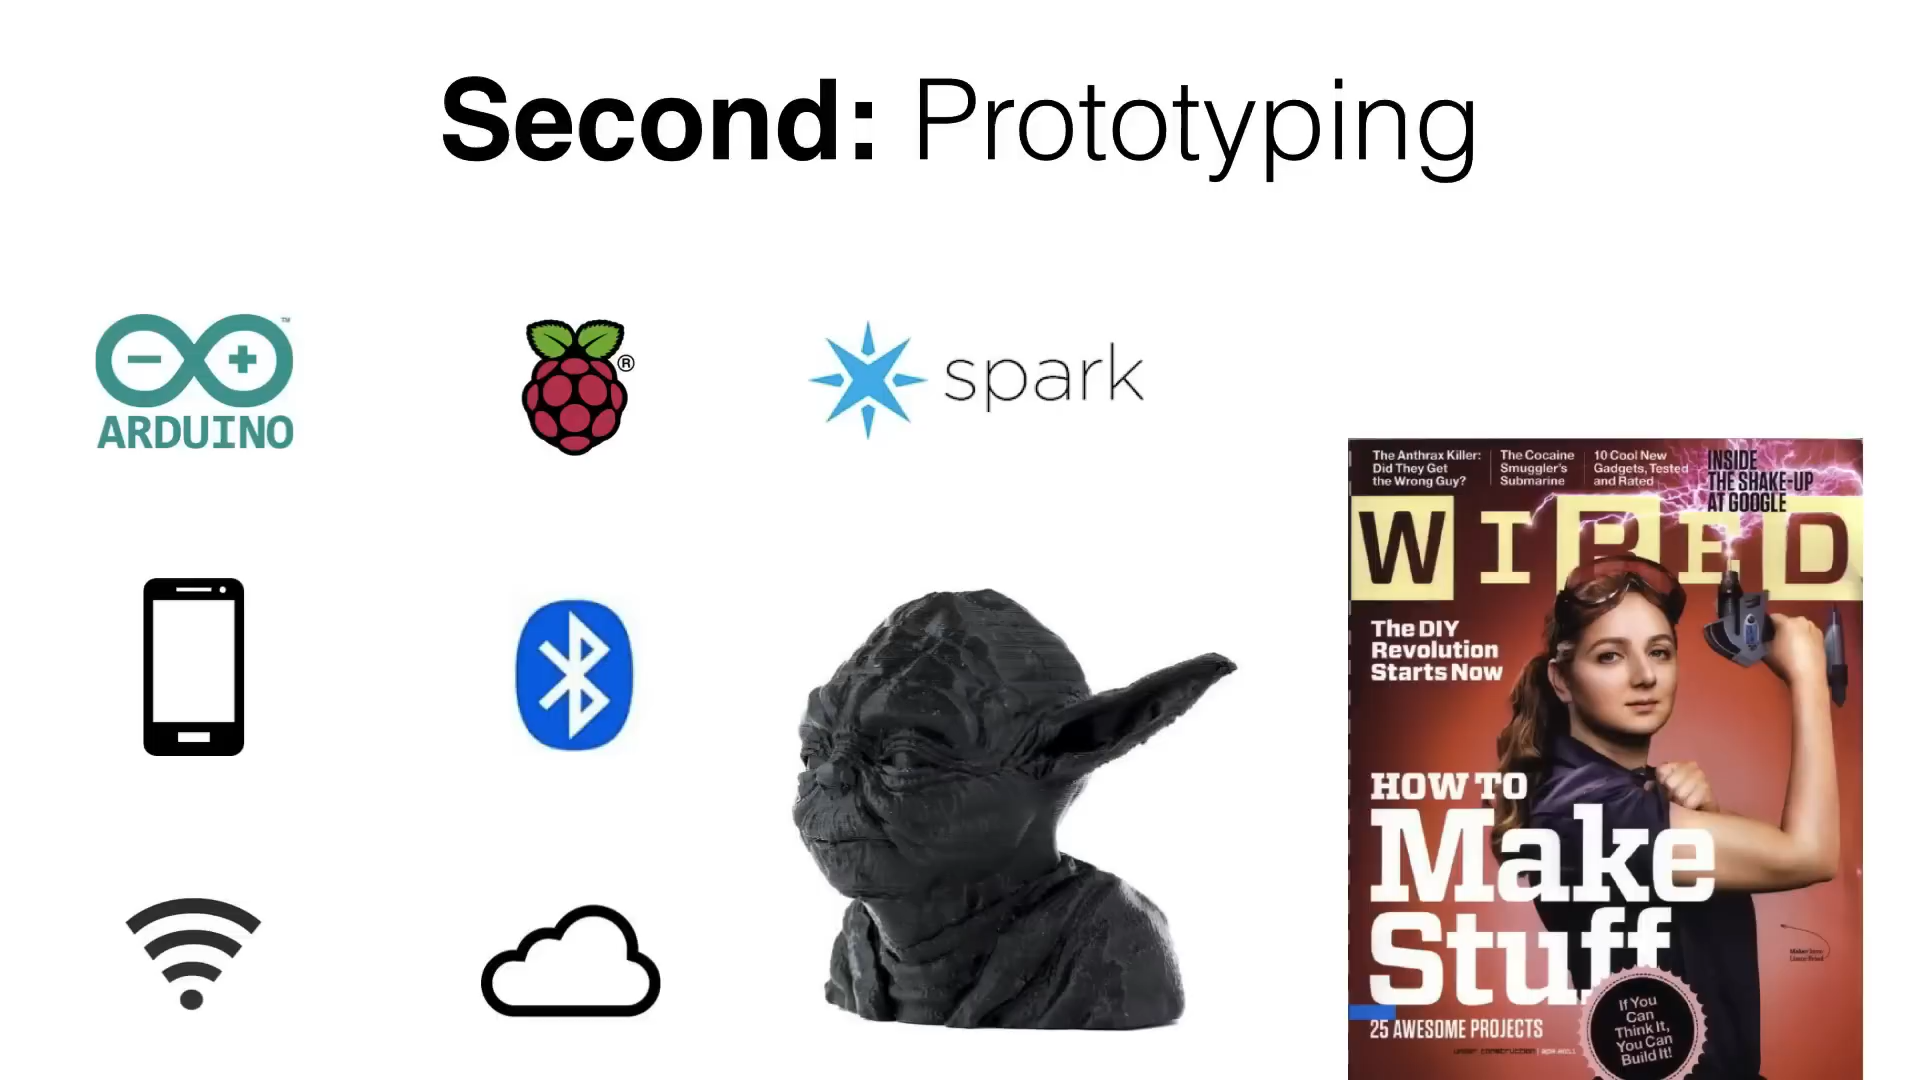 Second: Prototyping
ARDUINO
™
®
spark
The Anthrax Killer:
Did They Get
the Wrong Guy?
The Cocaine
Smuggler's
Submarine
10 Cool New
Gadgets, Tested
and Rated
INSIDE
THE SHAKE-UP
AT GOOGLE
WIRED
The DIY
Revolution
Starts Now
HOW TO
Make
Stuff
25 AWESOME PROJECTS
If You
Can
Think It,
You Can
Build It!